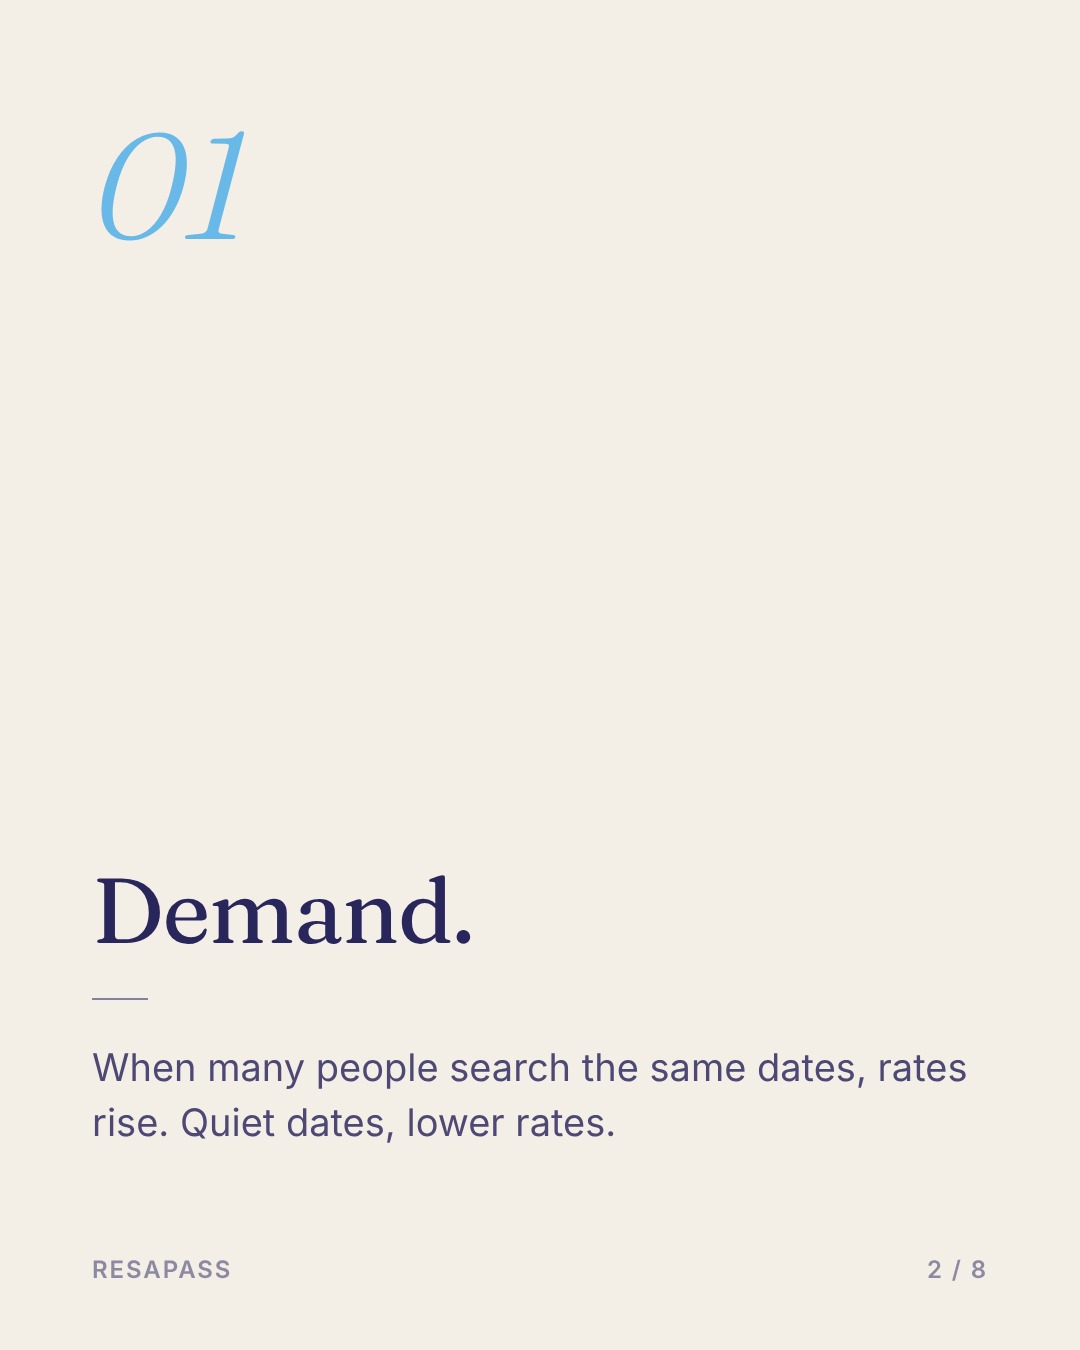 01
Demand.
When many people search the same dates, rates
rise. Quiet dates, lower rates.
RESAPASS
2 / 8